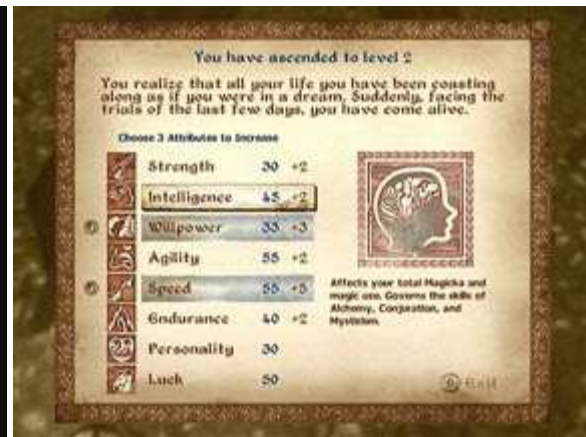 You have ascended to level 2
You realize that all your life you have been coasting
along as if you were in a dream. Suddenly, facing the
trials of the last few days, you have come alive.
Choose 3 Attributes to Increase
Strength 30 +2
Intelligence 45 +2
Willpower 35 +3
Agility 55 +2
Speed 55 +5
Endurance 40 +2
Personality 30
Luck 50
Affects your total Magicka and
magic use. Governs the skills of
Alchemy, Conjuration, and
Mysticism.
Exit